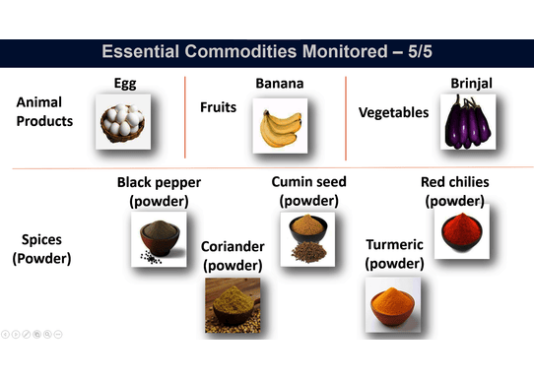 Essential Commodities Monitored – 5/5
Egg
Banana
Brinjal
Animal
Products
Fruits
Vegetables
Black pepper
(powder)
Cumin seed
(powder)
Red chilies
(powder)
Spices
(Powder)
Coriander
(powder)
Turmeric
(powder)